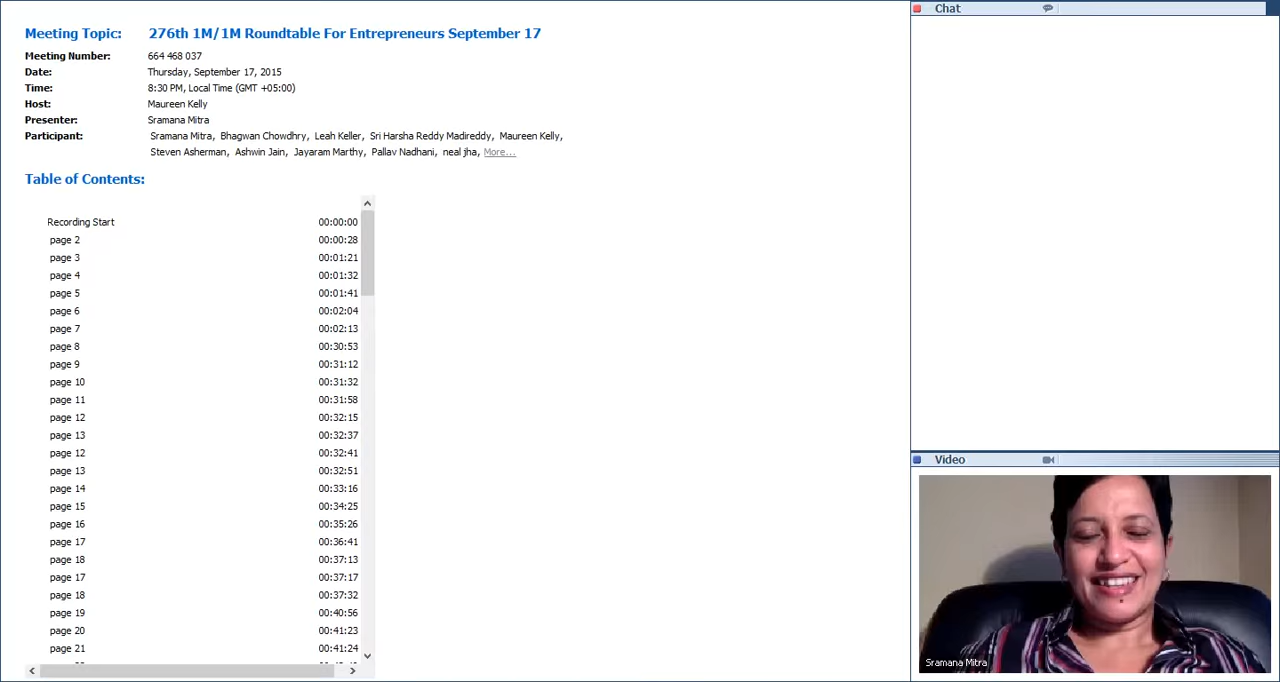 Meeting Topic: 276th 1M/1M Roundtable For Entrepreneurs September 17
Meeting Number: 664 468 037
Date: Thursday, September 17, 2015
Time: 8:30 PM, Local Time (GMT +05:00)
Host: Maureen Kelly
Presenter: Sramana Mitra
Participant: Sramana Mitra, Bhagwan Chowdhry, Leah Keller, Sri Harsha Reddy Madireddy, Maureen Kelly,
Steven Asherman, Ashwin Jain, Jayaram Marthy, Pallav Nadhani, neal jha, More...
Table of Contents:
Recording Start 00:00:00
page 2 00:00:28
page 3 00:01:21
page 4 00:01:32
page 5 00:01:41
page 6 00:02:04
page 7 00:02:13
page 8 00:30:53
page 9 00:31:12
page 10 00:31:32
page 11 00:31:58
page 12 00:32:15
page 13 00:32:37
page 12 00:32:41
page 13 00:32:51
page 14 00:33:16
page 15 00:34:25
page 16 00:35:26
page 17 00:36:41
page 18 00:37:13
page 17 00:37:17
page 18 00:37:32
page 19 00:40:56
page 20 00:41:23
page 21 00:41:24
Chat
Video
Sramana Mitra